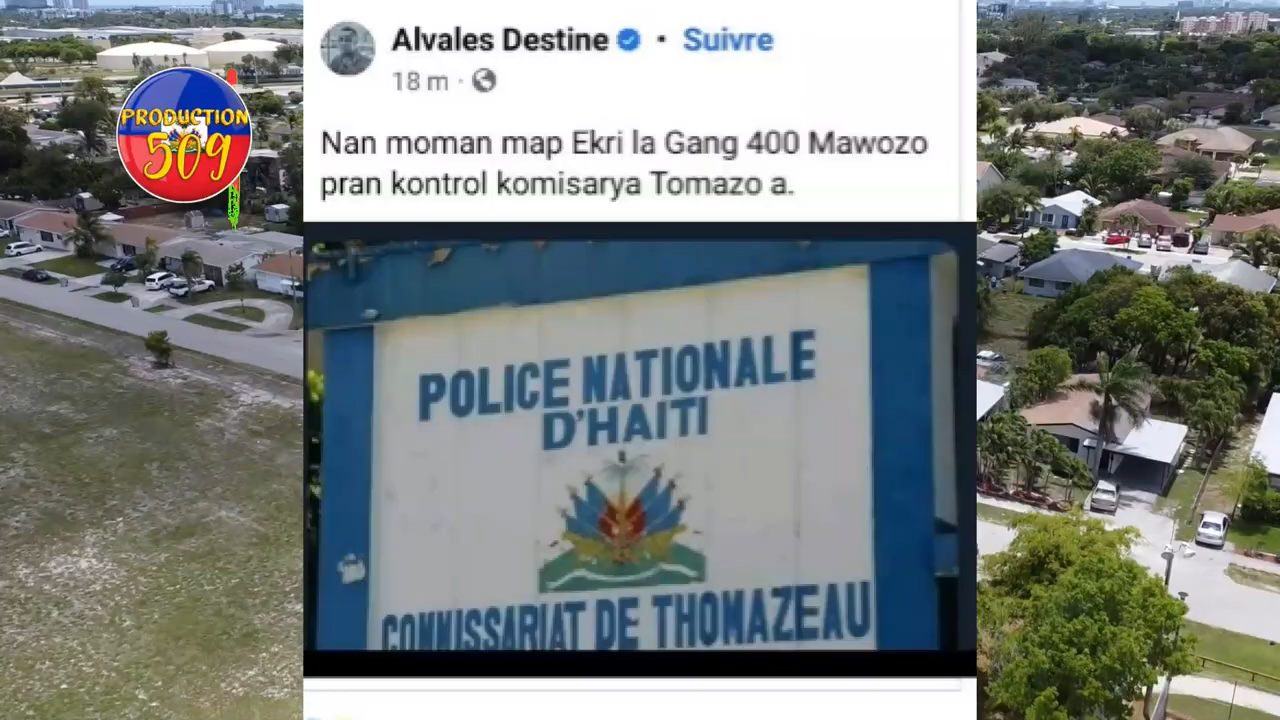 PRODUCTION
509
Alvales Destine · Suivre
18 m ·
Nan moman map Ekri la Gang 400 Mawozo
pran kontrol komisarya Tomazo a.
POLICE NATIONALE
D'HAITI
COMMISSARIAT DE THOMAZEAU